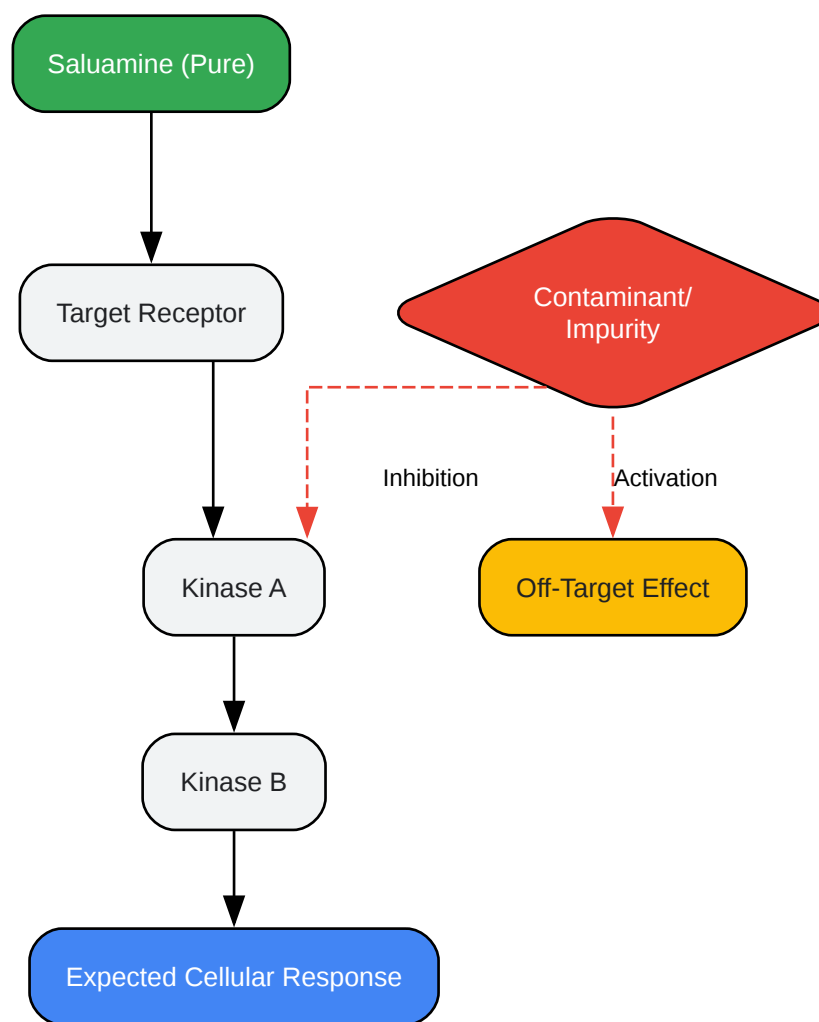 Saluamine (Pure)
Contaminant/
Impurity
Target Receptor
Inhibition
Activation
Kinase A
Off-Target Effect
Kinase B
Expected Cellular Response